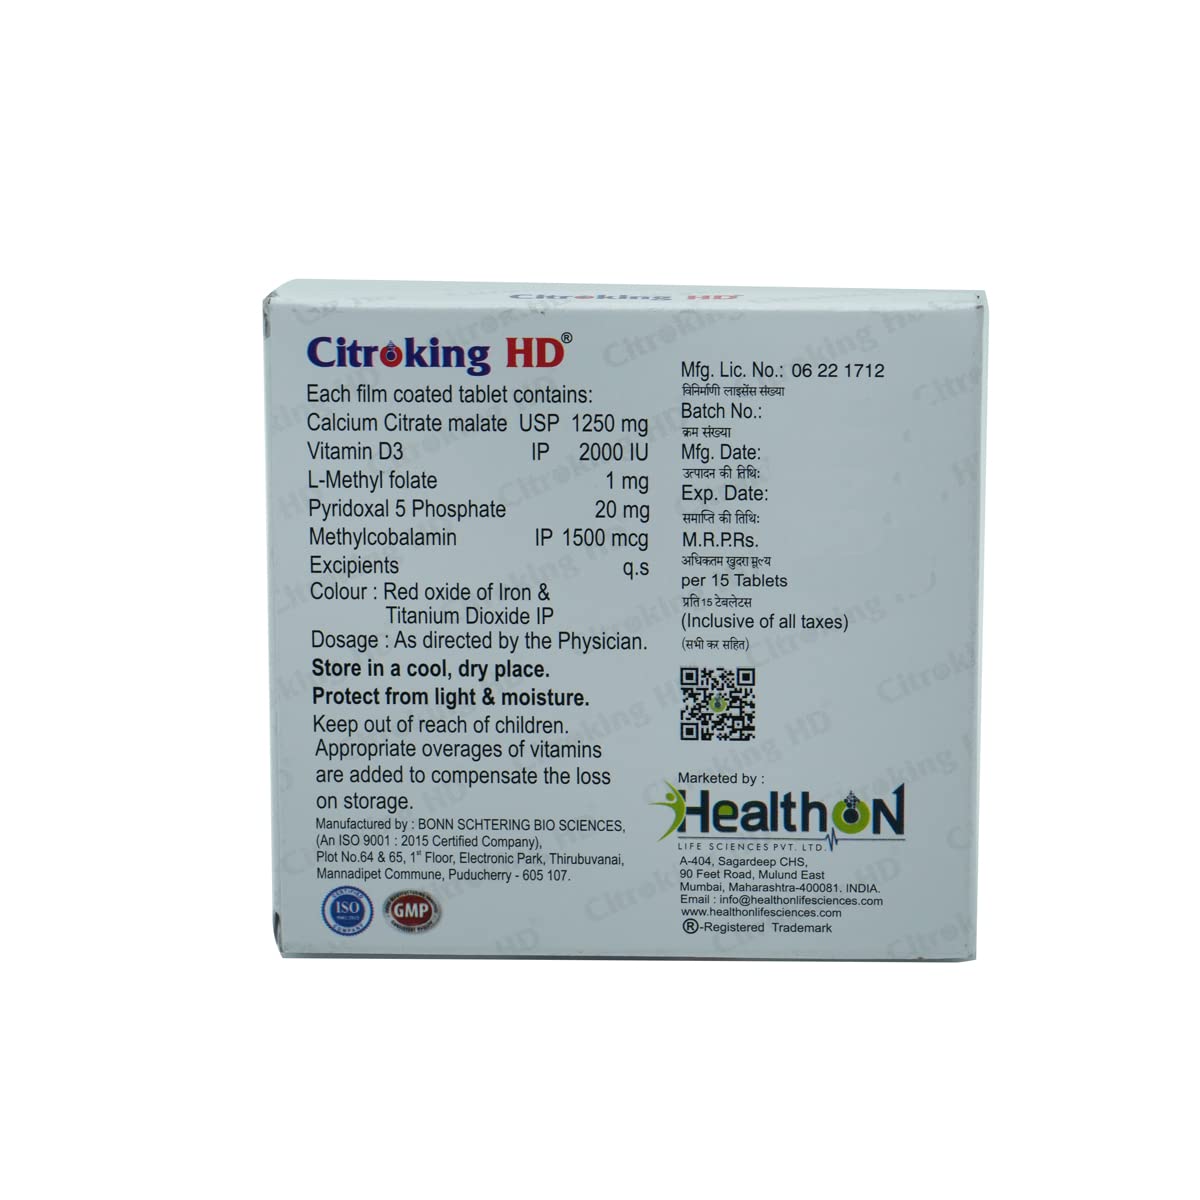 Citroking HD
Citroking HD®
Each film coated tablet contains:
Calcium Citrate malate USP 1250 mg
Vitamin D3 IP 2000 IU
L-Methyl folate 1 mg
Pyridoxal 5 Phosphate 20 mg
Methylcobalamin IP 1500 mcg
Excipients q.s
Colour : Red oxide of Iron &
Titanium Dioxide IP
Dosage : As directed by the Physician.
Store in a cool, dry place.
Protect from light & moisture.
Keep out of reach of children.
Appropriate overages of vitamins
are added to compensate the loss
on storage.
Manufactured by : BONN SCHTERING BIO SCIENCES,
(An ISO 9001 : 2015 Certified Company),
Plot No.64 & 65, 1st Floor, Electronic Park, Thirubuvanai,
Mannadipet Commune, Puducherry - 605 107.
ISO
GMP
Mfg. Lic. No.: 06 22 1712
विनिर्माणी लाइसेंस संख्या
Batch No.:
क्रम संख्या
Mfg. Date:
उत्पादन की तिथि:
Exp. Date:
समाप्ति की तिथि:
M.R.P.Rs.
अधिकतम खुदरा मूल्य
per 15 Tablets
प्रति 15 टेबलेटस
(Inclusive of all taxes)
(सभी कर सहित)
Marketed by :
HealthON
LIFE SCIENCES PVT. LTD.
A-404, Sagardeep CHS,
90 Feet Road, Mulund East
Mumbai, Maharashtra-400081. INDIA.
Email : info@healthonlifesciences.com
www.healthonlifesciences.com
®-Registered Trademark